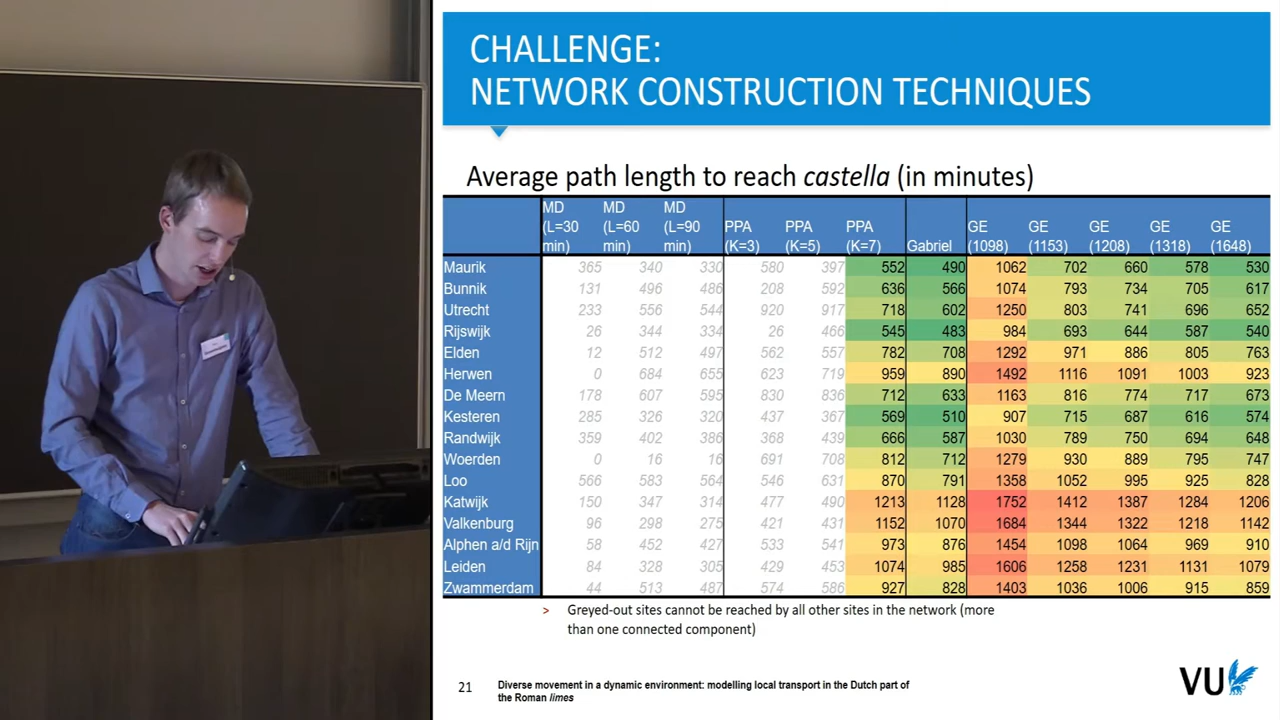 CHALLENGE:
NETWORK CONSTRUCTION TECHNIQUES
Average path length to reach castella (in minutes)
MD (L=30 min) MD (L=60 min) MD (L=90 min) PPA (K=3) PPA (K=5) PPA (K=7) Gabriel GE (1098) GE (1153) GE (1208) GE (1318) GE (1648)
Maurik 365 340 330 580 397 552 490 1062 702 660 578 530
Bunnik 131 496 486 208 592 636 566 1074 793 734 705 617
Utrecht 233 556 544 920 917 718 602 1250 803 741 696 652
Rijswijk 26 344 334 26 466 545 483 984 693 644 587 540
Elden 12 512 497 562 557 782 708 1292 971 886 805 763
Herwen 0 684 655 623 719 959 890 1492 1116 1091 1003 923
De Meern 178 607 595 830 836 712 633 1163 816 774 717 673
Kesteren 285 326 320 437 367 569 510 907 715 687 616 574
Randwijk 359 402 386 368 439 666 587 1030 789 750 694 648
Woerden 0 16 16 691 708 812 712 1279 930 889 795 747
Loo 566 583 564 546 631 870 791 1358 1052 995 925 828
Katwijk 150 347 314 477 490 1213 1128 1752 1412 1387 1284 1206
Valkenburg 96 298 275 421 431 1152 1070 1684 1344 1322 1218 1142
Alphen a/d Rijn 58 452 427 533 541 973 876 1454 1098 1064 969 910
Leiden 84 328 305 429 453 1074 985 1606 1258 1231 1131 1079
Zwammerdam 44 513 487 574 586 927 828 1403 1036 1006 915 859
> Greyed-out sites cannot be reached by all other sites in the network (more
than one connected component)
21
Diverse movement in a dynamic environment: modelling local transport in the Dutch part of
the Roman limes
VU